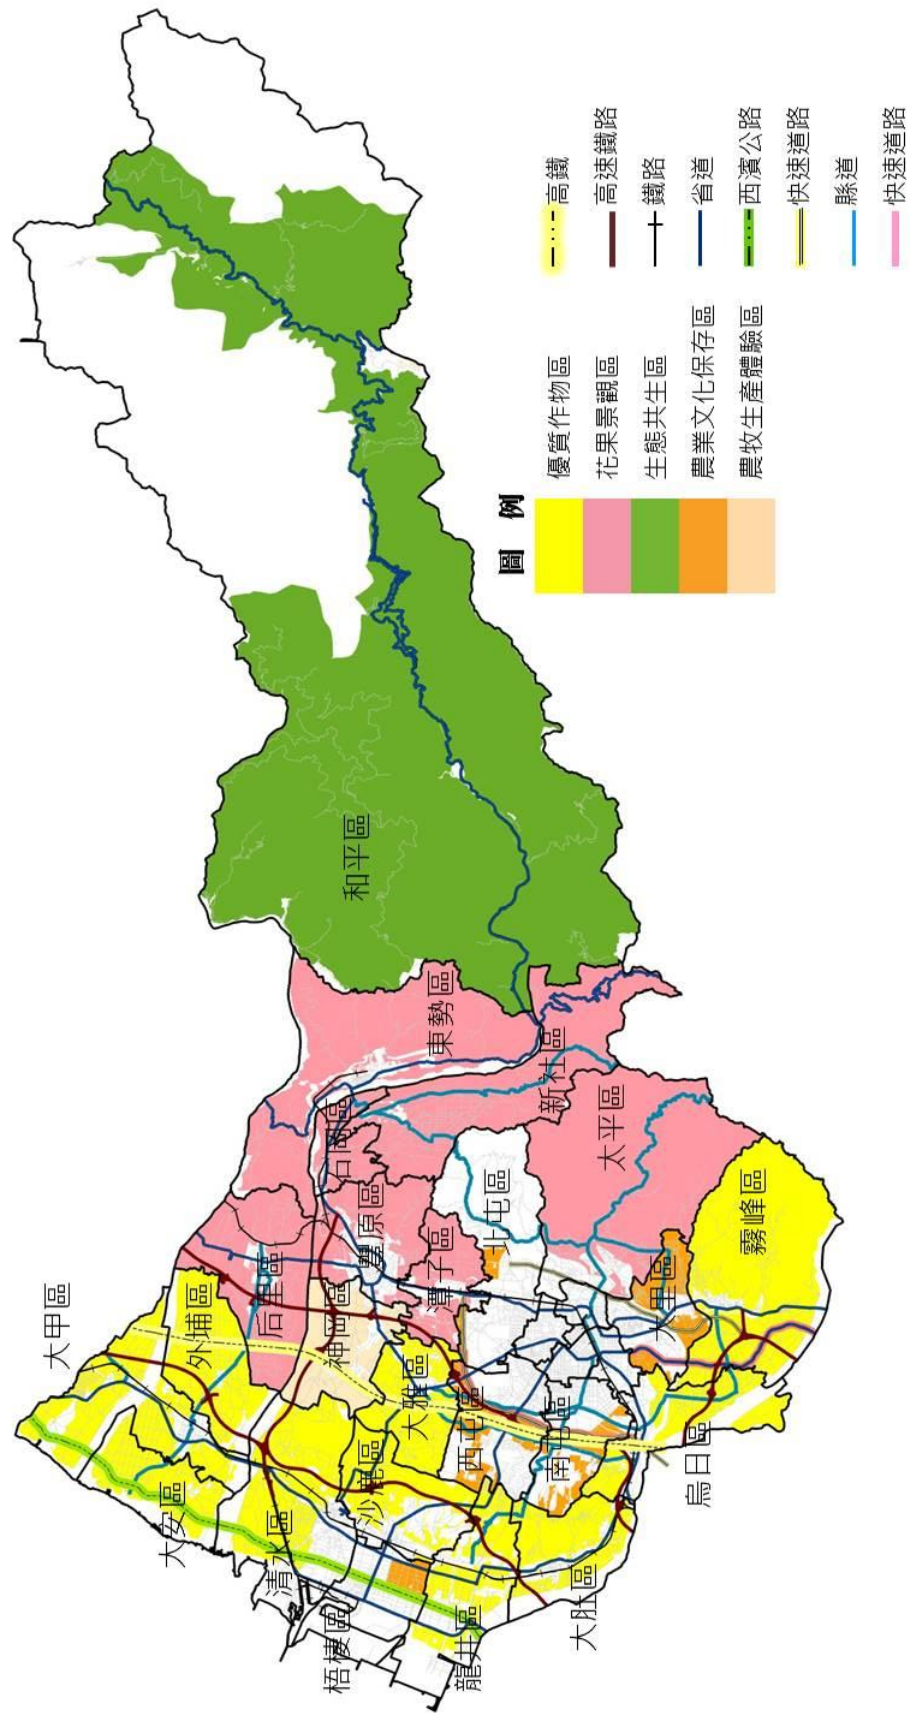 和平區
東勢區
新社區
石岡區
太平區
霧峰區
豐原區
北屯區
潭子區
后里區
神岡區
大里區
外埔區
大甲區
大雅區
西屯區
南屯區
烏日區
沙鹿區
大安區
清水區
大肚區
梧棲區
龍井區
圖 例
優質作物區
花果景觀區
生態共生區
農業文化保存區
農牧生產體驗區
高鐵
高速鐵路
鐵路
省道
西濱公路
快速道路
縣道
快速道路